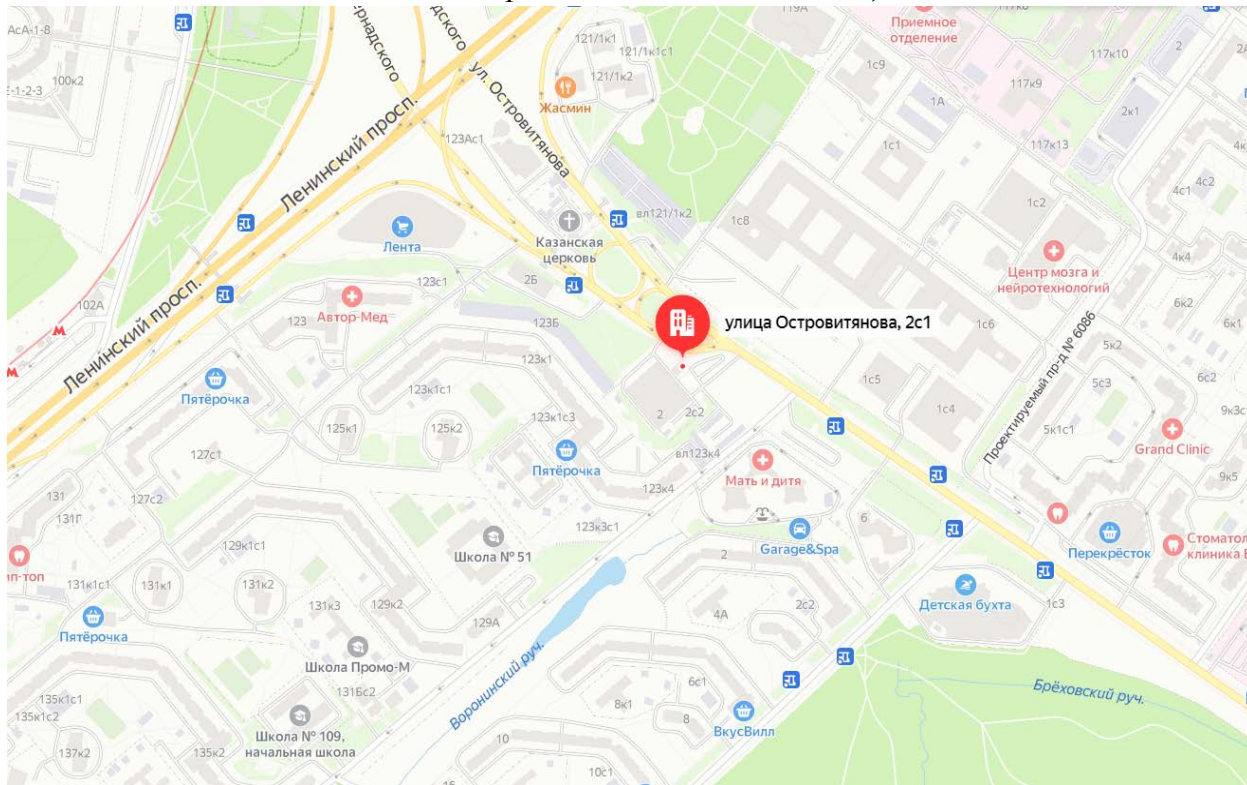 АсА-1-8
119А
Приемное
отделение
117к10
2
121/1к1
121/1к1с1
121/1к2
Жасмин
1с9
117к9
100к2
1А
2к1
ул. Островитянова
Ленинский просп.
123Ас1
1с1
117к13
4с2
4с1
1с2
вл121/1к2
1с8
Казанская
церковь
Лента
Центр мозга и
нейротехнологий
4к4
123с1
2Б
102А
Автор-Мед
123
123Б
улица Островитянова, 2с1
1с6
6к2
6к1
Ленинский просп.
Проектируемый пр-д № 6086
5к2
123к1
Пятёрочка
123к1с1
1с5
5с3
6с2
2
2с2
1с4
9к3с
125к1
125к2
123к1с3
5к1с1
Grand Clinic
127с1
Пятёрочка
вл123к4
Мать и дитя
9к5
131
127с2
123к4
131Г
123к3с1
6
129к1с1
Школа № 51
2
Garage&Spa
Перекрёсток
131к1с1
131к1
131к2
131к3
129к2
129А
4А
2с2
Детская бухта
1с3
Пятёрочка
Школа Промо-М
Воронинский руч.
135к1с1
131Бс2
6с1
Брёховский руч.
135к1с2
8к1
8
ВкусВилл
Школа № 109,
начальная школа
137к2
135к2
10
10с1